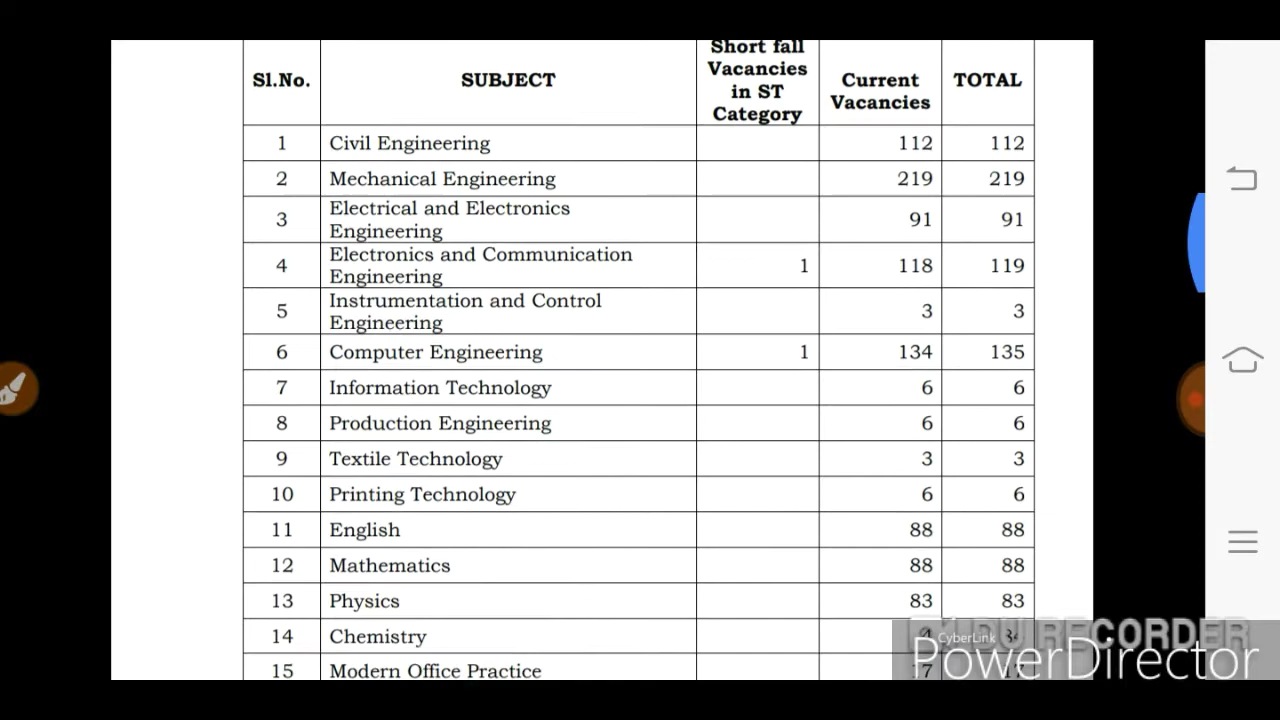 Short fall
Vacancies
in ST
Category
Sl.No.
SUBJECT
Current
Vacancies
TOTAL
1 Civil Engineering 112 112
2 Mechanical Engineering 219 219
3 Electrical and Electronics
Engineering 91 91
4 Electronics and Communication
Engineering 1 118 119
5 Instrumentation and Control
Engineering 3 3
6 Computer Engineering 1 134 135
7 Information Technology 6 6
8 Production Engineering 6 6
9 Textile Technology 3 3
10 Printing Technology 6 6
11 English 88 88
12 Mathematics 88 88
13 Physics 83 83
14 Chemistry
15 Modern Office Practice 17 17
RECORDER
CyberLink
PowerDirector